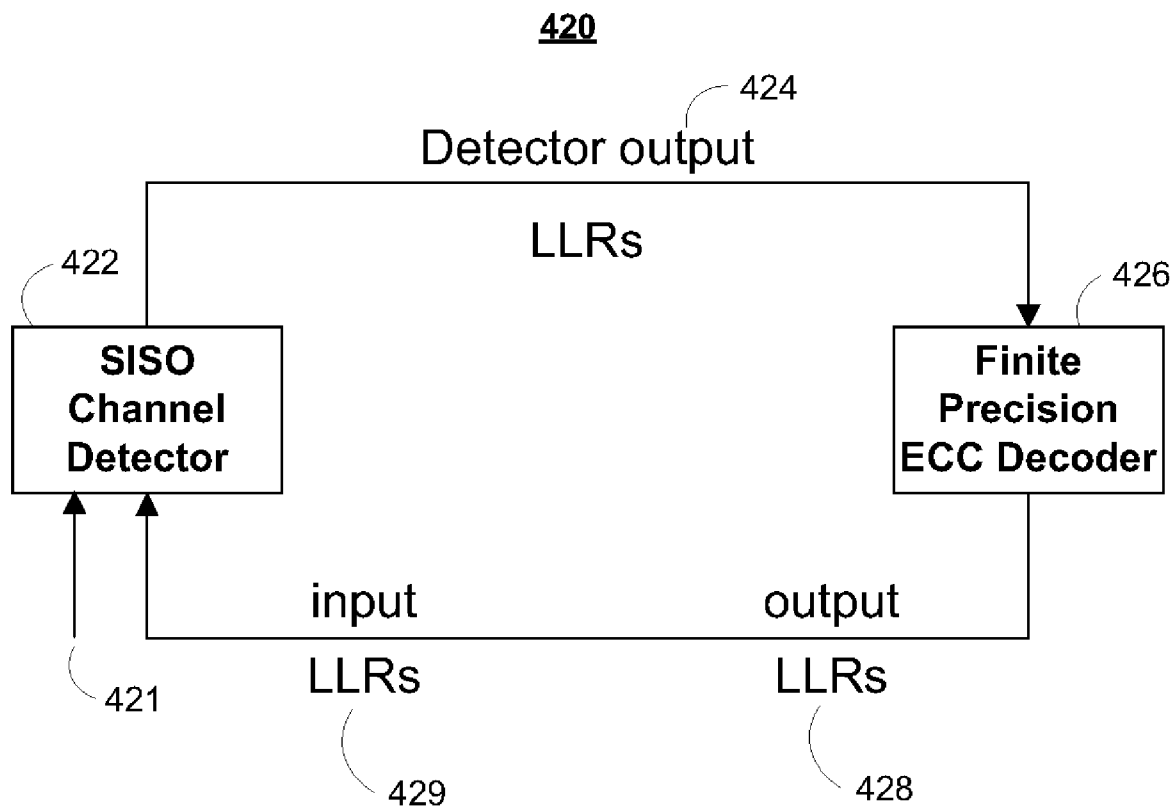 420
424
Detector output
LLRs
422
426
SISO
Channel
Detector
Finite
Precision
ECC Decoder
input
output
LLRs
LLRs
421
429
428